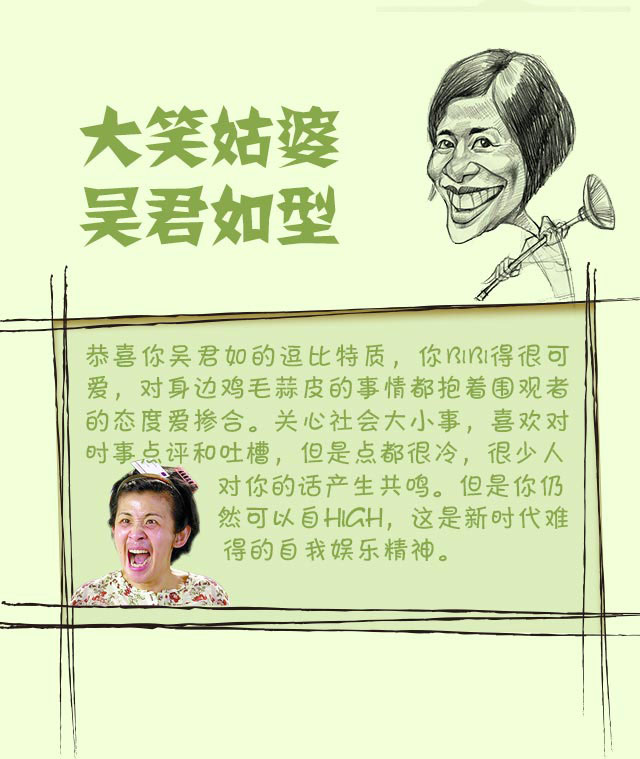 大笑姑婆
吴君如型
恭喜你吴君如的逗比特质，你BIBI得很可
爱，对身边鸡毛蒜皮的事情都抱着围观者
的态度爱掺合。关心社会大小事，喜欢对
时事点评和吐槽，但是点都很冷，很少人
对你的话产生共鸣。但是你仍
然可以自HIGH，这是新时代难
得的自我娱乐精神。